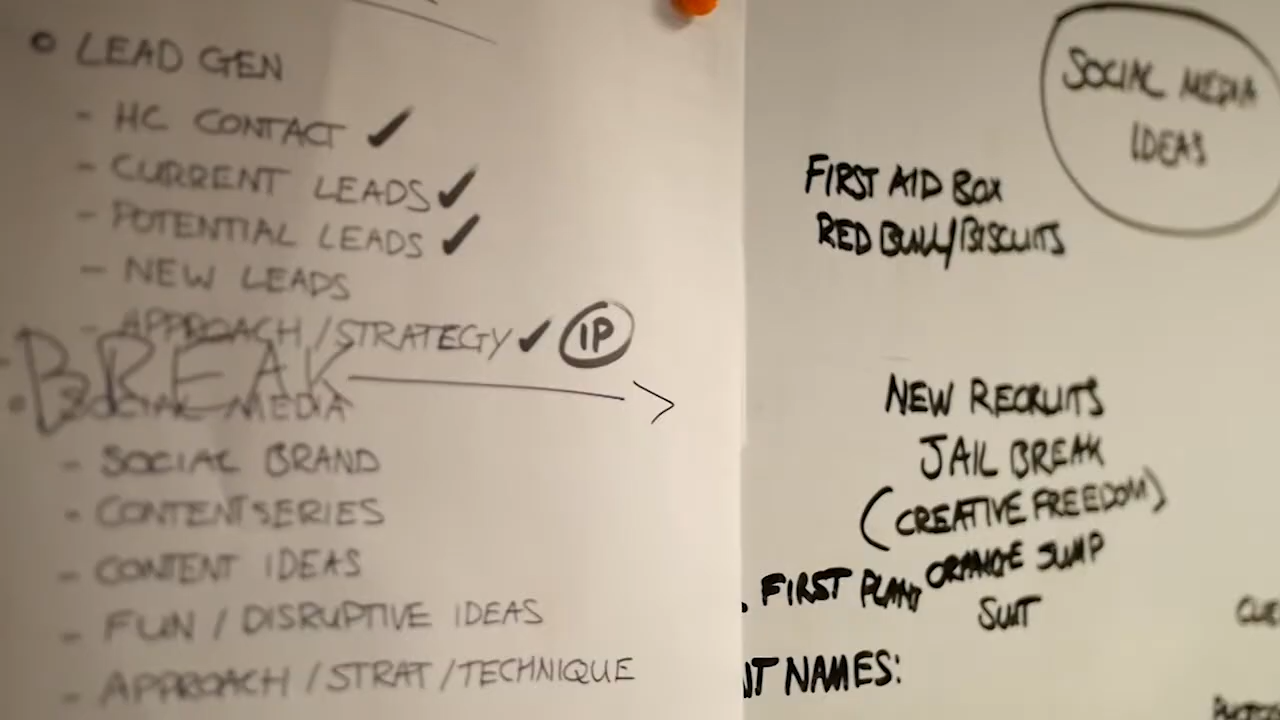 LEAD GEN
- HC CONTACT ✓
- CURRENT LEADS ✓
- POTENTIAL LEADS ✓
- NEW LEADS
- APPROACH / STRATEGY ✓ IP
BREAK
SOCIAL MEDIA
- SOCIAL BRAND
- CONTENT SERIES
- CONTENT IDEAS
- FUN / DISRUPTIVE IDEAS
- APPROACH / STRAT / TECHNIQUE
SOCIAL MEDIA
IDEAS
FIRST AID BOX
RED BULL/BISCUITS
NEW RECRUITS
JAIL BREAK
(CREATIVE FREEDOM)
ORANGE JUMP
SUIT
FIRST PLANT
NAMES: